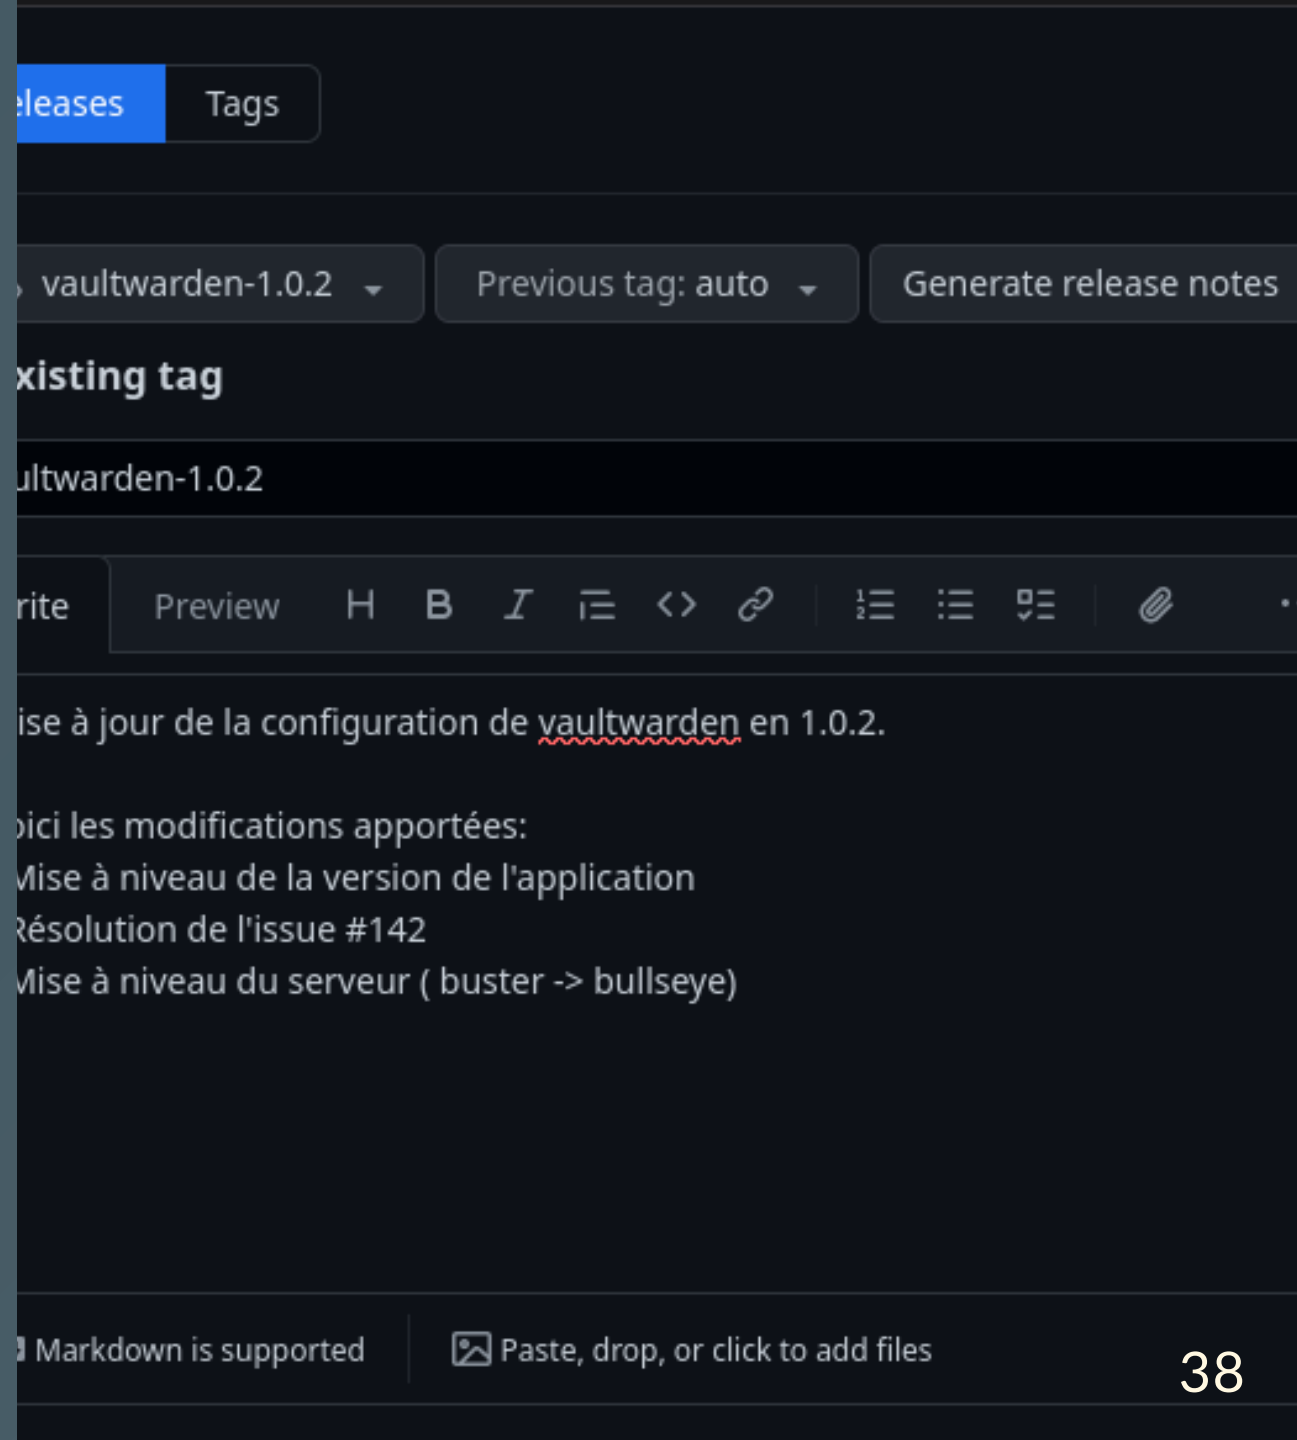 eleases Tags
vaultwarden-1.0.2 Previous tag: auto Generate release notes
xisting tag
ultwarden-1.0.2
rite Preview H B I
ise à jour de la configuration de vaultwarden en 1.0.2.
oici les modifications apportées:
Mise à niveau de la version de l'application
Résolution de l'issue #142
Mise à niveau du serveur ( buster -> bullseye)
Markdown is supported Paste, drop, or click to add files
38